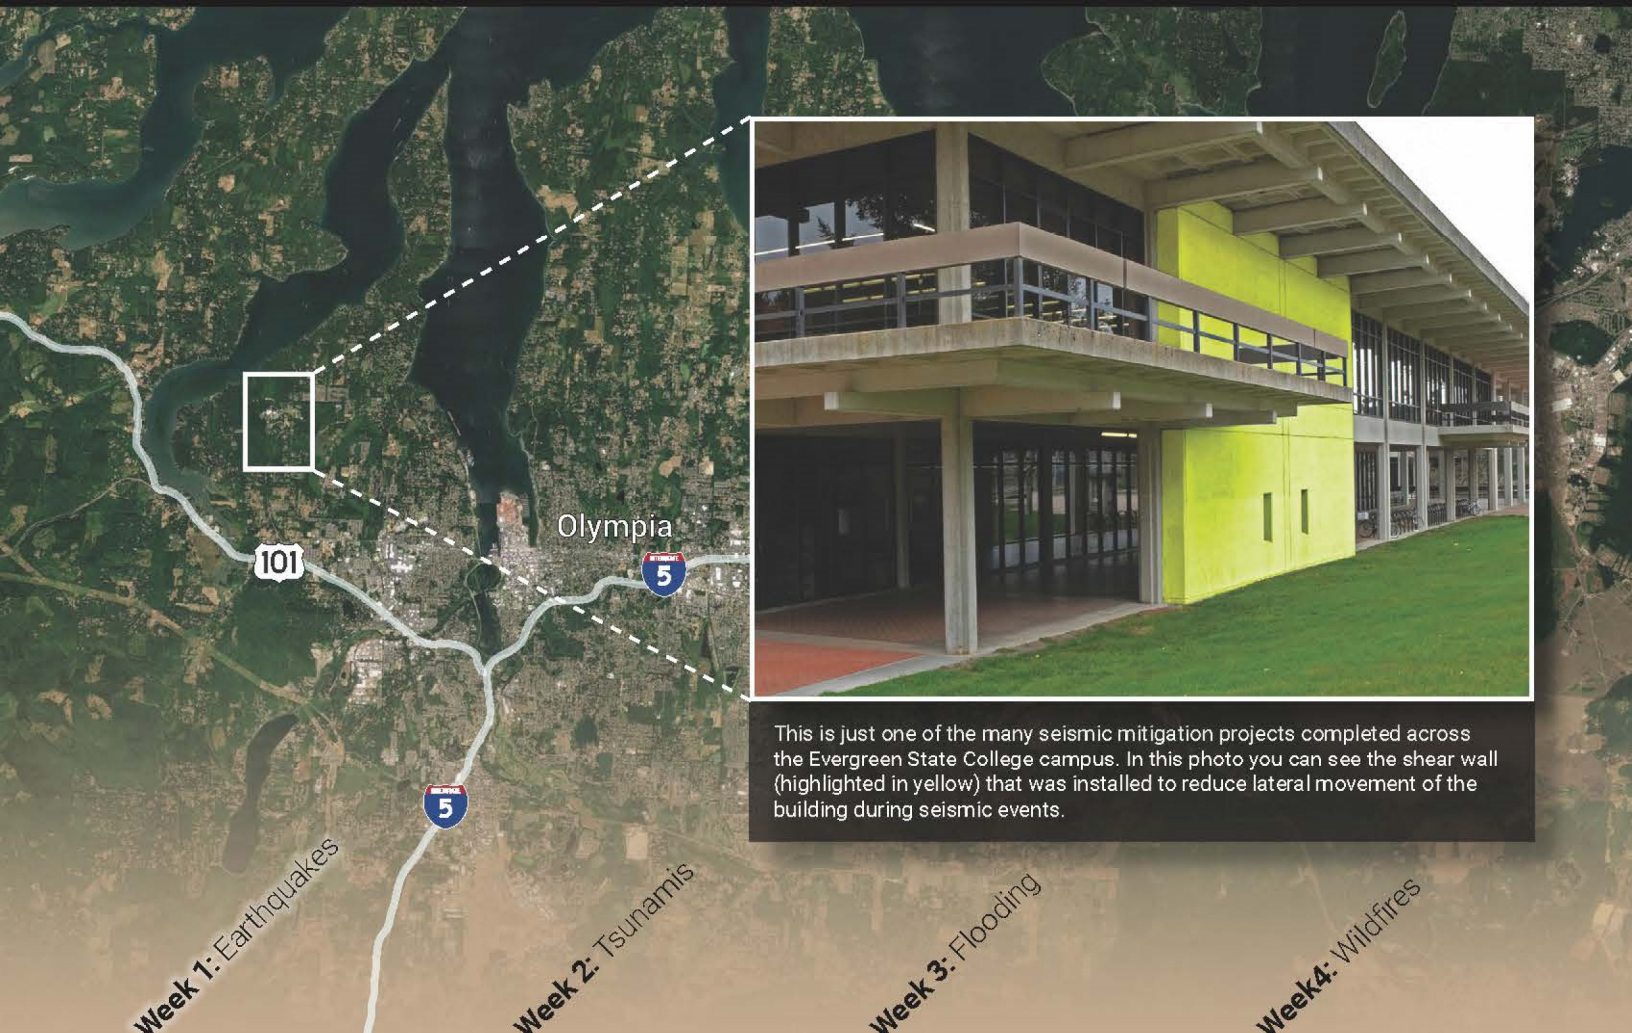 Olympia
101
5
5
This is just one of the many seismic mitigation projects completed across
the Evergreen State College campus. In this photo you can see the shear wall
(highlighted in yellow) that was installed to reduce lateral movement of the
building during seismic events.
Week 1: Earthquakes
Week 2: Tsunamis
Week 3: Flooding
Week4: Wildfires